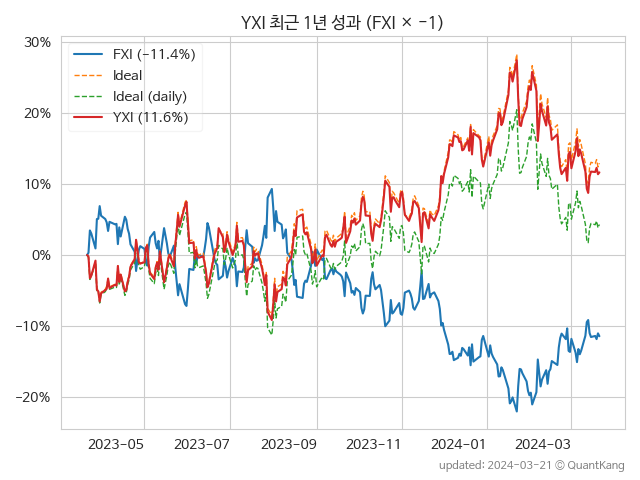 YXI 최근 1년 성과 (FXI × -1)
30%
20%
10%
0%
−10%
−20%
FXI (-11.4%)
Ideal
Ideal (daily)
YXI (11.6%)
2023-05
2023-07
2023-09
2023-11
2024-01
2024-03
updated: 2024-03-21 © QuantKang